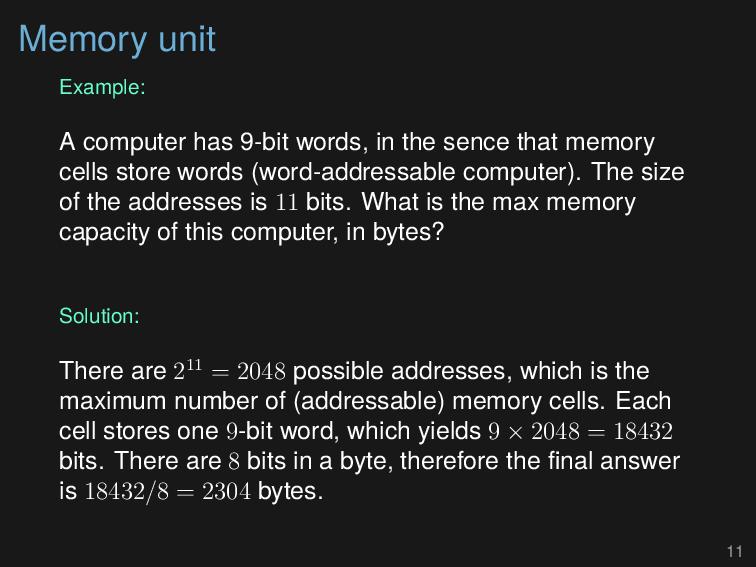 Memory unit
Example:
A computer has 9-bit words, in the sence that memory
cells store words (word-addressable computer). The size
of the addresses is 11 bits. What is the max memory
capacity of this computer, in bytes?
Solution:
There are 2¹¹ = 2048 possible addresses, which is the
maximum number of (addressable) memory cells. Each
cell stores one 9-bit word, which yields 9 × 2048 = 18432
bits. There are 8 bits in a byte, therefore the final answer
is 18432/8 = 2304 bytes.
11